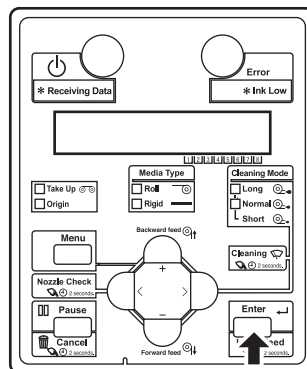 Error
* Receiving Data
* Ink Low
1 2 3 4 5 6 7 8
Media Type
Cleaning Mode
Take Up
Roll
Long
Origin
Rigid
Normal
Short
Menu
Backward feed
Cleaning
2 seconds.
Nozzle Check
2 seconds.
+
< >
−
Pause
Enter
Cancel
2 seconds.
Forward feed
2 seconds.